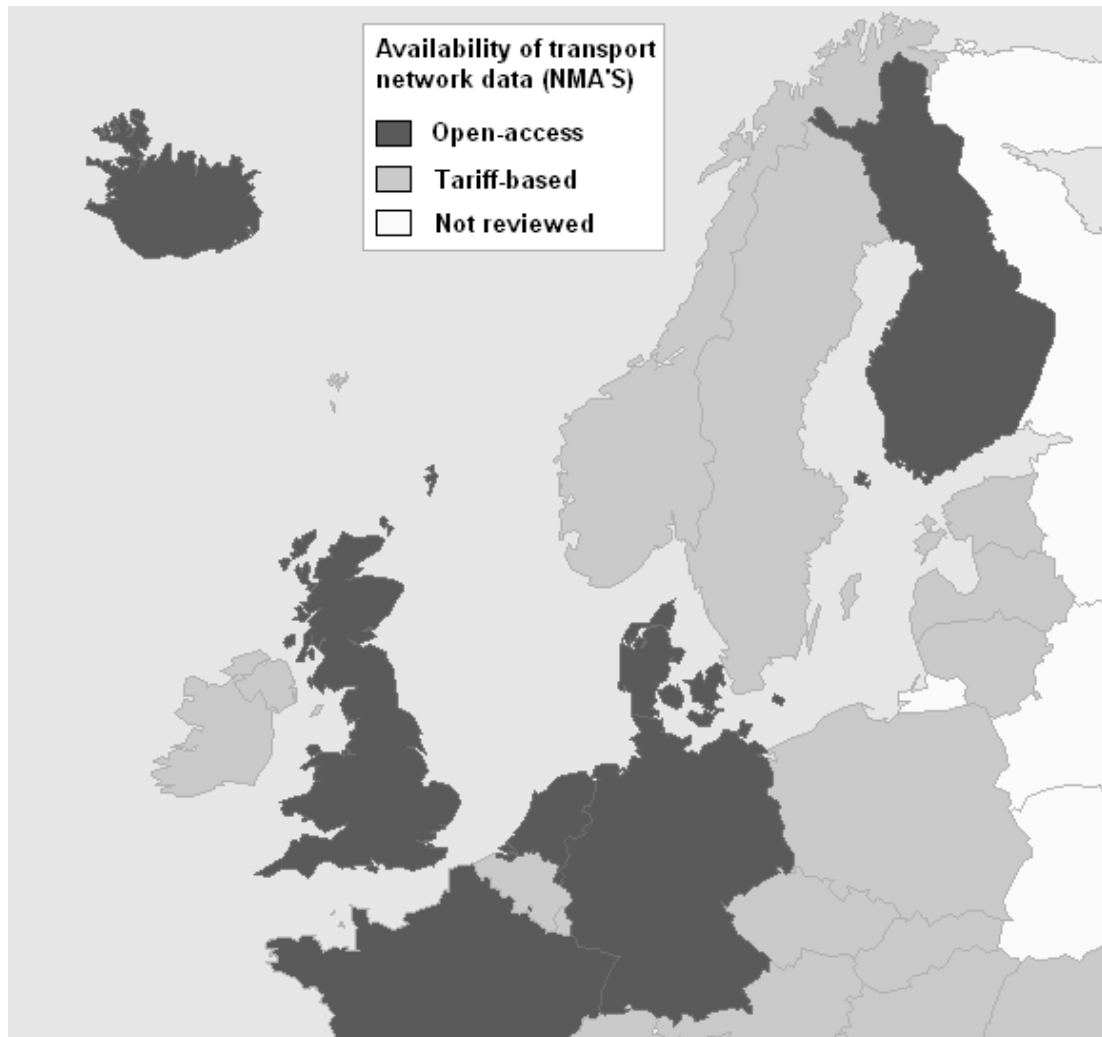 Availability of transport
network data (NMA'S)
Open-access
Tariff-based
Not reviewed